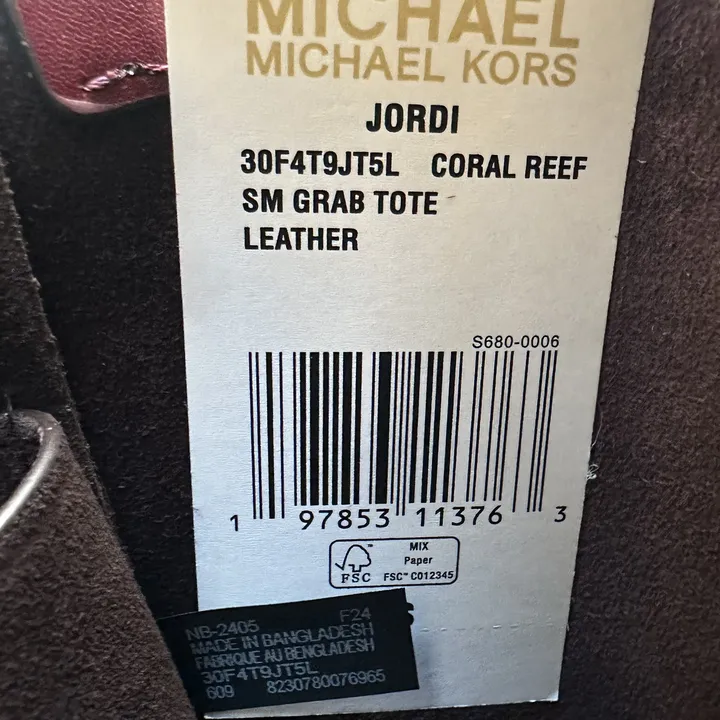 MICHAEL
MICHAEL KORS
JORDI
30F4T9JT5L CORAL REEF
SM GRAB TOTE
LEATHER
S680-0006
1 97853 11376 3
FSC
MIX
Paper
FSC™ C012345
NB-2405 F24
MADE IN BANGLADESH
FABRIQUE AU BENGLADESH
30F4T9JT5L
609 8230780076965